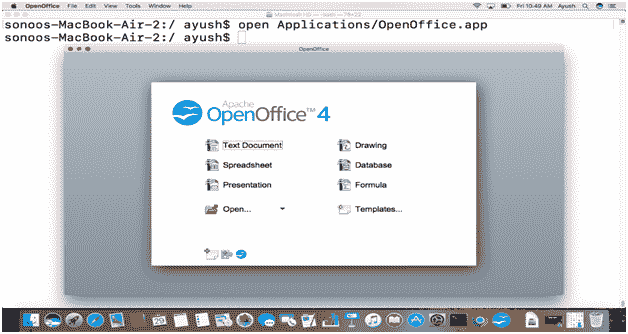 OpenOffice File Edit View Tools Window Help Fri 10:49 AM Ayush
sonoos-MacBook-Air-2:/ ayush$ open Applications/OpenOffice.app
sonoos-MacBook-Air-2:/ ayush$
OpenOffice
Apache
OpenOffice™ 4
Text Document Drawing
Spreadsheet Database
Presentation Formula
Open... Templates...
29